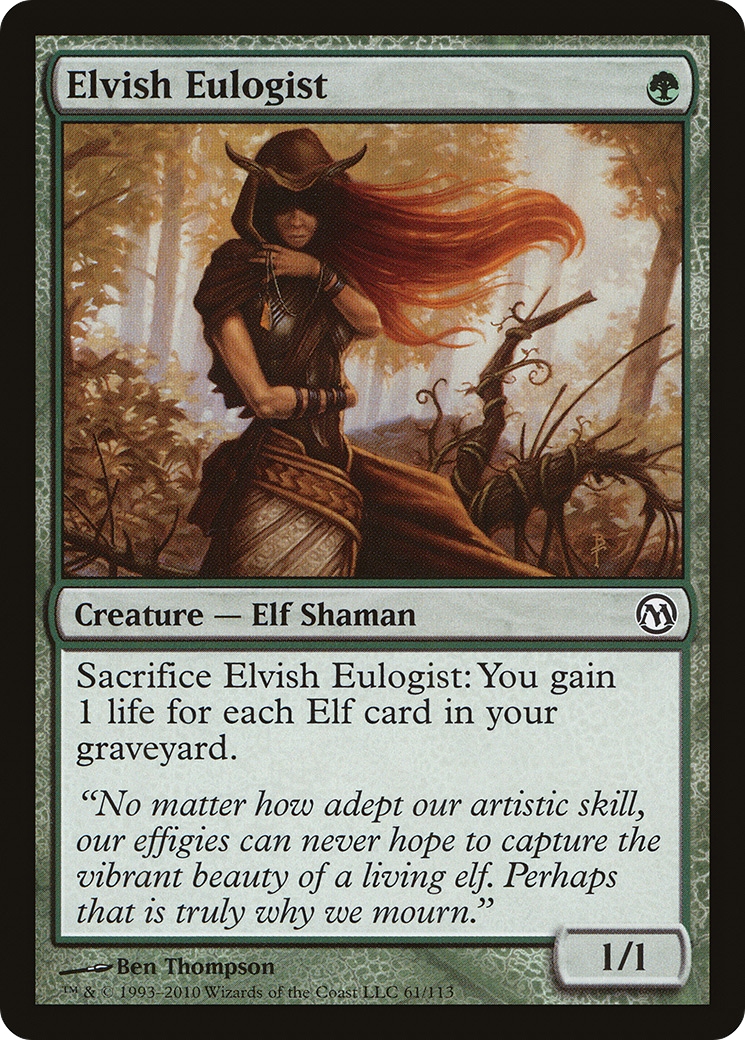 Elvish Eulogist
Creature — Elf Shaman
Sacrifice Elvish Eulogist: You gain
1 life for each Elf card in your
graveyard.
“No matter how adept our artistic skill,
our effigies can never hope to capture the
vibrant beauty of a living elf. Perhaps
that is truly why we mourn.”
1/1
Ben Thompson
™ & © 1993–2010 Wizards of the Coast LLC 61/113